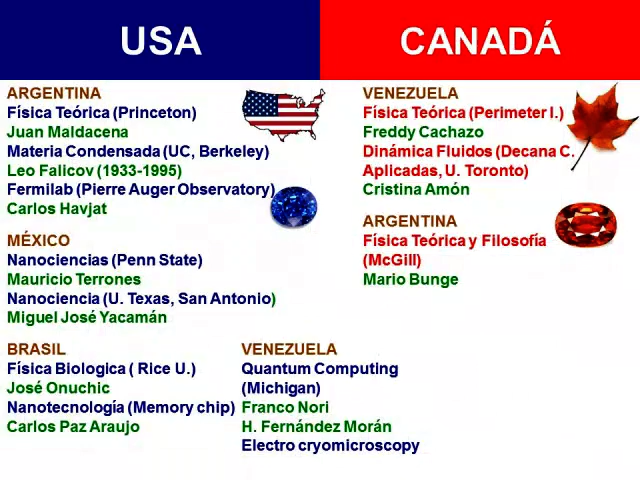 USA
CANADÁ
ARGENTINA
Física Teórica (Princeton)
Juan Maldacena
Materia Condensada (UC, Berkeley)
Leo Falicov (1933-1995)
Fermilab (Pierre Auger Observatory)
Carlos Havjat
MÉXICO
Nanociencias (Penn State)
Mauricio Terrones
Nanociencia (U. Texas, San Antonio)
Miguel José Yacamán
BRASIL
Física Biologica ( Rice U.)
José Onuchic
Nanotecnología (Memory chip)
Carlos Paz Araujo
VENEZUELA
Quantum Computing
(Michigan)
Franco Nori
H. Fernández Morán
Electro cryomicroscopy
VENEZUELA
Física Teórica (Perimeter I.)
Freddy Cachazo
Dinámica Fluidos (Decana C.
Aplicadas, U. Toronto)
Cristina Amón
ARGENTINA
Física Teórica y Filosofía
(McGill)
Mario Bunge